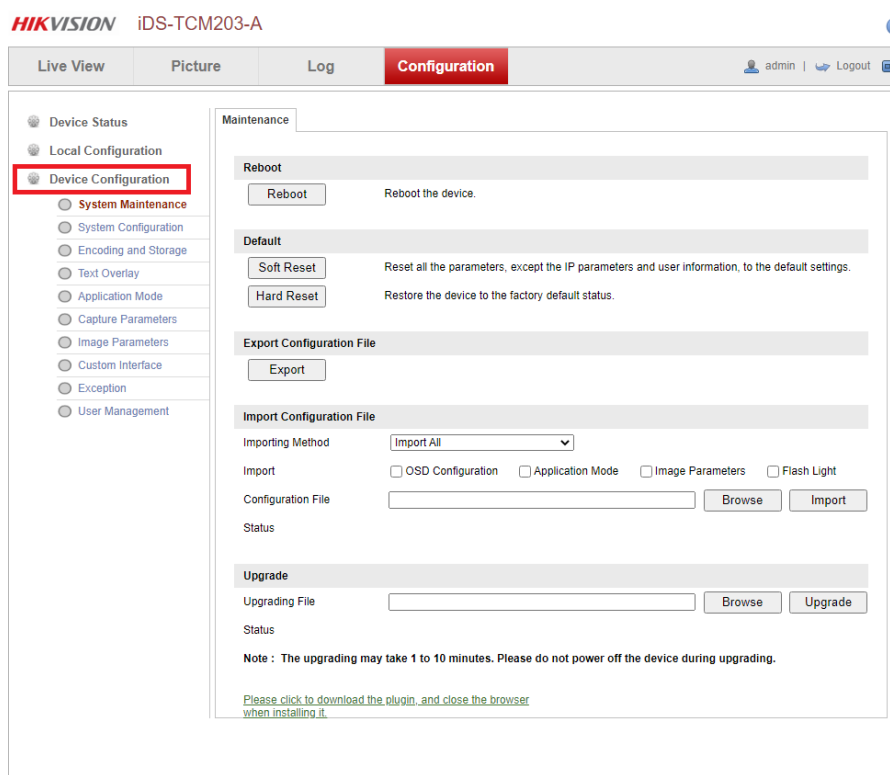 HIKVISION iDS-TCM203-A
Live View Picture Log Configuration admin | Logout
Device Status
Local Configuration
Device Configuration
System Maintenance
System Configuration
Encoding and Storage
Text Overlay
Application Mode
Capture Parameters
Image Parameters
Custom Interface
Exception
User Management
Maintenance
Reboot
Reboot Reboot the device.
Default
Soft Reset Reset all the parameters, except the IP parameters and user information, to the default settings.
Hard Reset Restore the device to the factory default status.
Export Configuration File
Export
Import Configuration File
Importing Method Import All
Import OSD Configuration Application Mode Image Parameters Flash Light
Configuration File Browse Import
Status
Upgrade
Upgrading File Browse Upgrade
Status
Note : The upgrading may take 1 to 10 minutes. Please do not power off the device during upgrading.
Please click to download the plugin, and close the browser
when installing it.